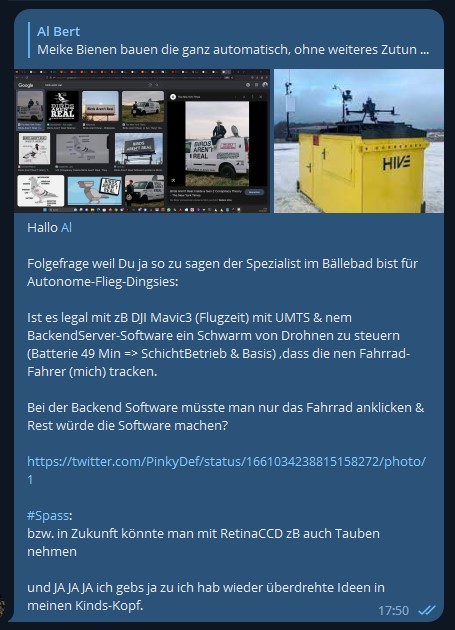 Al Bert
Meike Bienen bauen die ganz automatisch, ohne weiteres Zutun ...
Google
BIRDS
AREN'T
REAL
HIVE
Hallo Al
Folgefrage weil Du ja so zu sagen der Spezialist im Bällebad bist für
Autonome-Flieg-Dingsies:
Ist es legal mit zB DJI Mavic3 (Flugzeit) mit UMTS & nem
BackendServer-Software ein Schwarm von Drohnen zu steuern
(Batterie 49 Min => SchichtBetrieb & Basis) ,dass die nen Fahrrad-
Fahrer (mich) tracken.
Bei der Backend Software müsste man nur das Fahrrad anklicken &
Rest würde die Software machen?
https://twitter.com/PinkyDef/status/1661034238815158272/photo/
1
#Spass:
bzw. in Zukunft könnte man mit RetinaCCD zB auch Tauben
nehmen
und JA JA JA ich gebs ja zu ich hab wieder überdrehte Ideen in
meinen Kinds-Kopf.
17:50